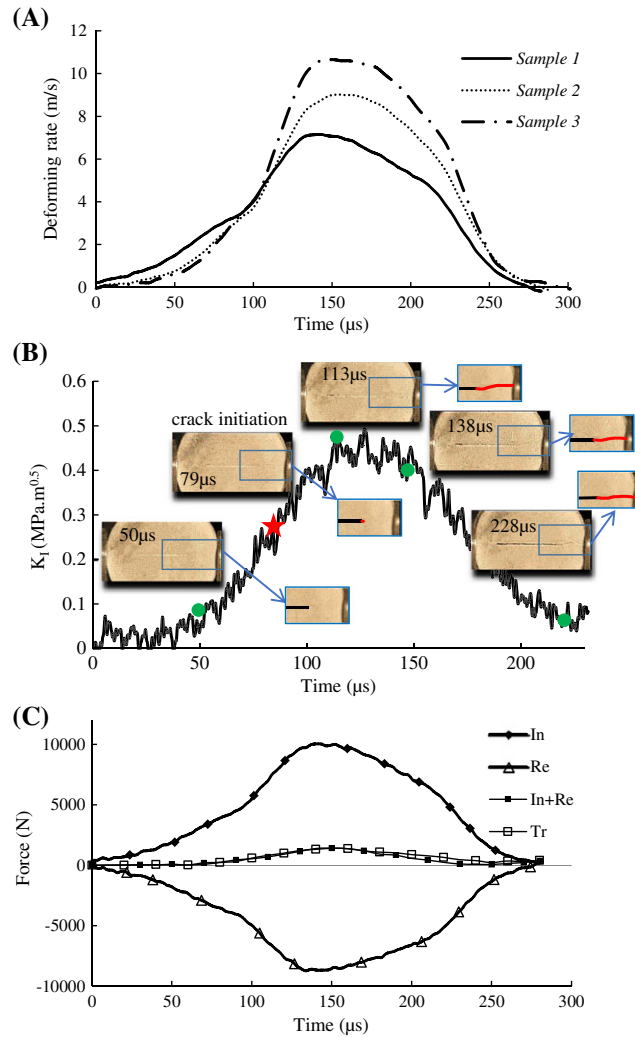 (A)
12
10
8
6
4
2
0
Deforming rate (m/s)
Sample 1
Sample 2
Sample 3
0 50 100 150 200 250 300
Time (μs)
(B)
0.6
0.5
0.4
0.3
0.2
0.1
0
K_I (MPa.m^0.5)
113μs
138μs
crack initiation
79μs
50μs
228μs
0 50 100 150 200
Time (μs)
(C)
10000
5000
0
-5000
-10000
Force (N)
In
Re
In+Re
Tr
0 50 100 150 200 250 300
Time (μs)